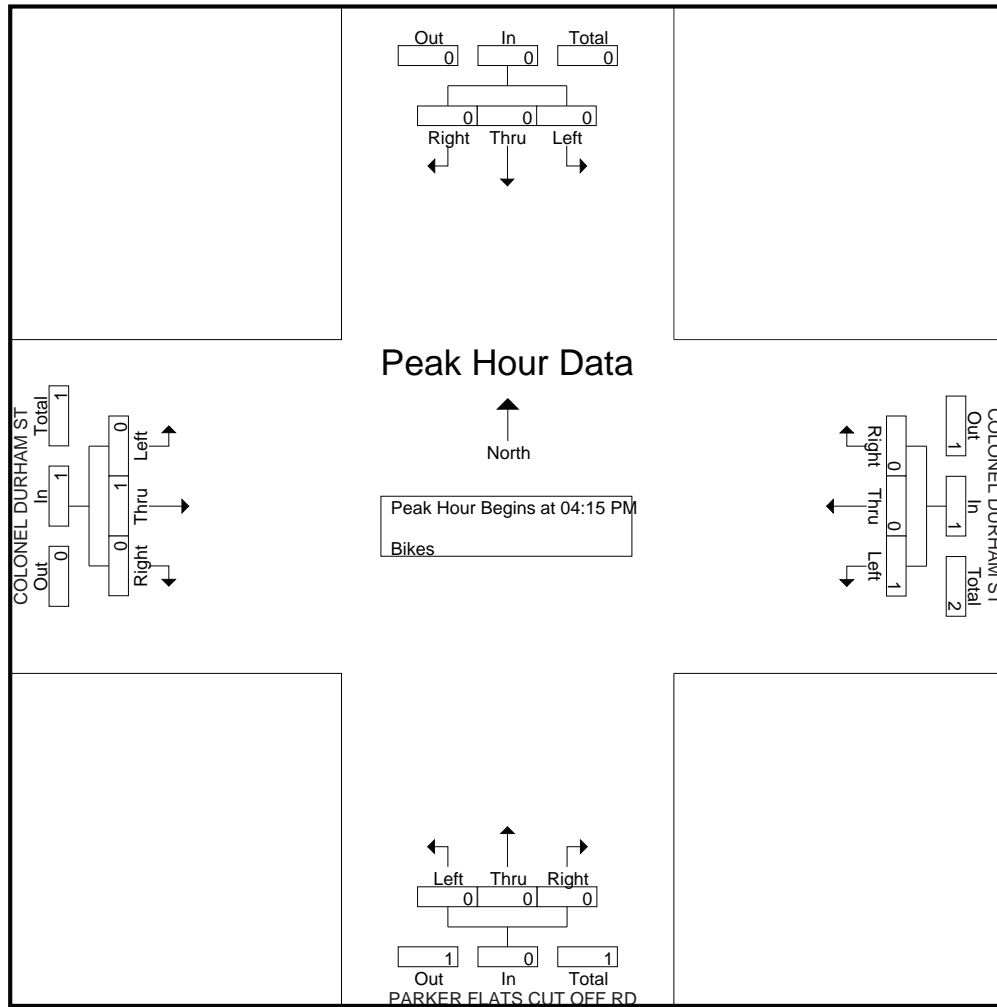 Out In Total
0 0 0
0 0 0
Right Thru Left
Peak Hour Data
North
Peak Hour Begins at 04:15 PM
Bikes
COLONEL DURHAM ST
Out In Total
0 1 1
Right Thru Left
0 1 0
COLONEL DURHAM ST
Out In Total
1 1 2
Right Thru Left
0 0 1
Left Thru Right
0 0 0
1 0 1
Out In Total
PARKER FLATS CUT OFF RD